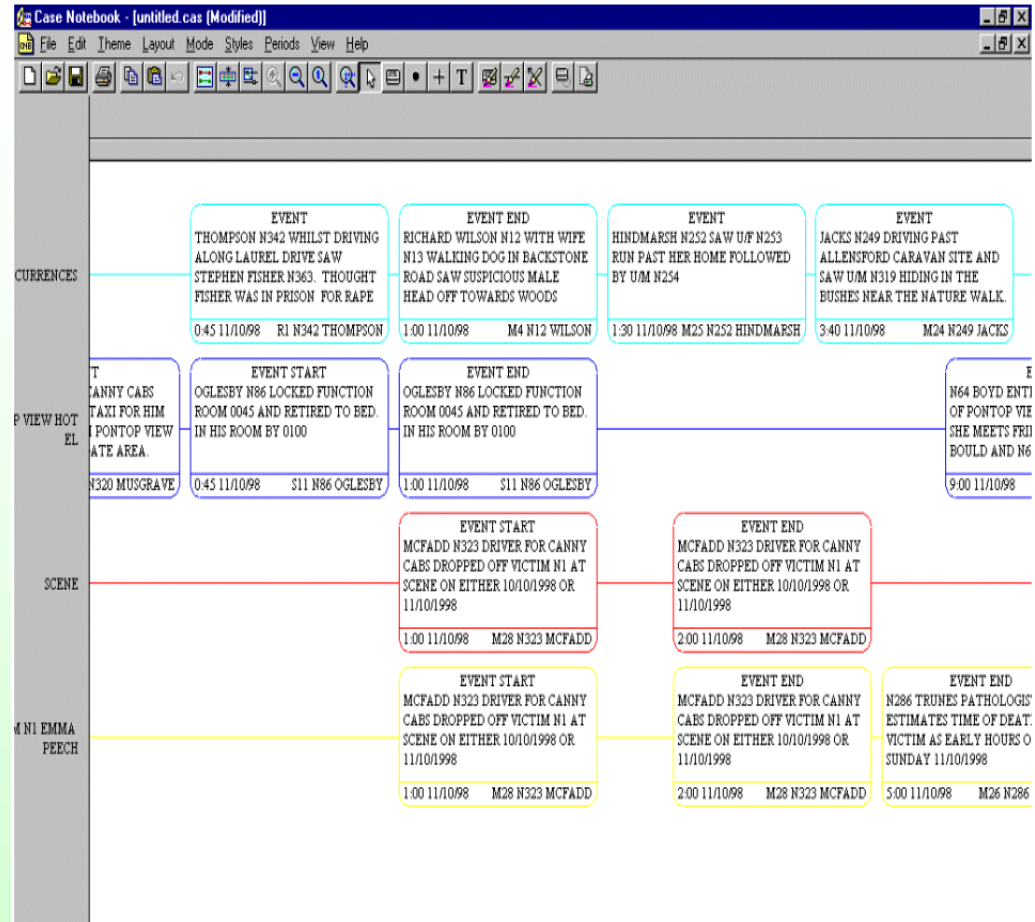 Case Notebook - [untitled.cas (Modified)]
File Edit Theme Layout Mode Styles Periods View Help
T
CURRENCES
EVENT
THOMPSON N342 WHILST DRIVING
ALONG LAUREL DRIVE SAW
STEPHEN FISHER N363. THOUGHT
FISHER WAS IN PRISON FOR RAPE
0:45 11/10/98 R1 N342 THOMPSON
EVENT END
RICHARD WILSON N12 WITH WIFE
N13 WALKING DOG IN BACKSTONE
ROAD SAW SUSPICIOUS MALE
HEAD OFF TOWARDS WOODS
1:00 11/10/98 M4 N12 WILSON
EVENT
HINDMARSH N252 SAW U/F N253
RUN PAST HER HOME FOLLOWED
BY U/M N254
1:30 11/10/98 M25 N252 HINDMARSH
EVENT
JACKS N249 DRIVING PAST
ALLENSFORD CARAVAN SITE AND
SAW U/M N319 HIDING IN THE
BUSHES NEAR THE NATURE WALK.
3:40 11/10/98 M24 N249 JACKS
P VIEW HOT
EL
T
CANNY CABS
TAXI FOR HIM
PONTOP VIEW
ATE AREA.
N320 MUSGRAVE
EVENT START
OGLESBY N86 LOCKED FUNCTION
ROOM 0045 AND RETIRED TO BED.
IN HIS ROOM BY 0100
0:45 11/10/98 S11 N86 OGLESBY
EVENT END
OGLESBY N86 LOCKED FUNCTION
ROOM 0045 AND RETIRED TO BED.
IN HIS ROOM BY 0100
1:00 11/10/98 S11 N86 OGLESBY
E
N64 BOYD ENT
OF PONTOP VIE
SHE MEETS FRI
BOULD AND N6
9:00 11/10/98
SCENE
EVENT START
MCFADD N323 DRIVER FOR CANNY
CABS DROPPED OFF VICTIM N1 AT
SCENE ON EITHER 10/10/1998 OR
11/10/1998
1:00 11/10/98 M28 N323 MCFADD
EVENT END
MCFADD N323 DRIVER FOR CANNY
CABS DROPPED OFF VICTIM N1 AT
SCENE ON EITHER 10/10/1998 OR
11/10/1998
2:00 11/10/98 M28 N323 MCFADD
M N1 EMMA
PEECH
EVENT START
MCFADD N323 DRIVER FOR CANNY
CABS DROPPED OFF VICTIM N1 AT
SCENE ON EITHER 10/10/1998 OR
11/10/1998
1:00 11/10/98 M28 N323 MCFADD
EVENT END
MCFADD N323 DRIVER FOR CANNY
CABS DROPPED OFF VICTIM N1 AT
SCENE ON EITHER 10/10/1998 OR
11/10/1998
2:00 11/10/98 M28 N323 MCFADD
EVENT END
N286 TRUNES PATHOLOGIS
ESTIMATES TIME OF DEAT
VICTIM AS EARLY HOURS O
SUNDAY 11/10/1998
5:00 11/10/98 M26 N286